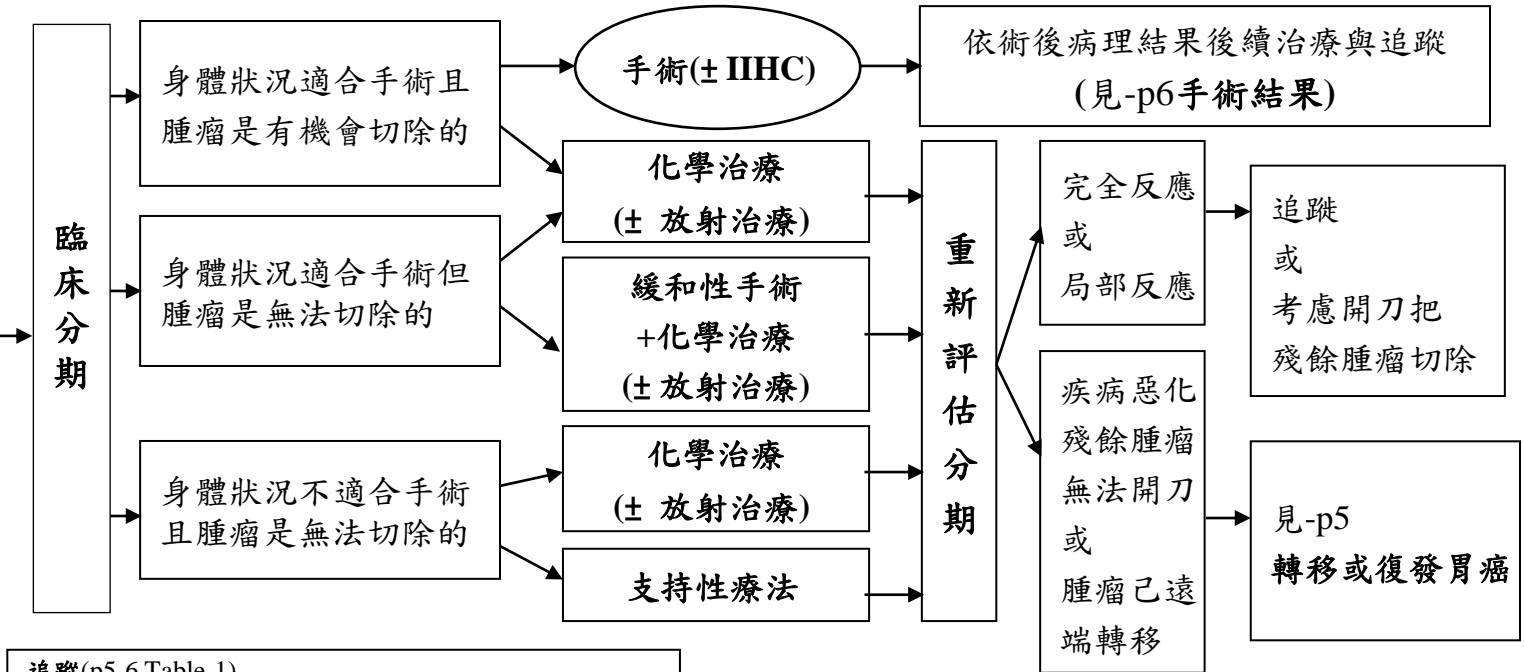 臨
床
分
期
身體狀況適合手術且
腫瘤是有機會切除的
身體狀況適合手術但
腫瘤是無法切除的
身體狀況不適合手術
且腫瘤是無法切除的
手術(± IIHC)
依術後病理結果後續治療與追蹤
(見-p6手術結果)
化學治療
(± 放射治療)
緩和性手術
+化學治療
(± 放射治療)
化學治療
(± 放射治療)
支持性療法
重
新
評
估
分
期
完全反應
或
局部反應
追蹤
或
考慮開刀把
殘餘腫瘤切除
疾病惡化
殘餘腫瘤
無法開刀
或
腫瘤己遠
端轉移
見-p5
轉移或復發胃癌
追蹤(p5-6 Table-1)